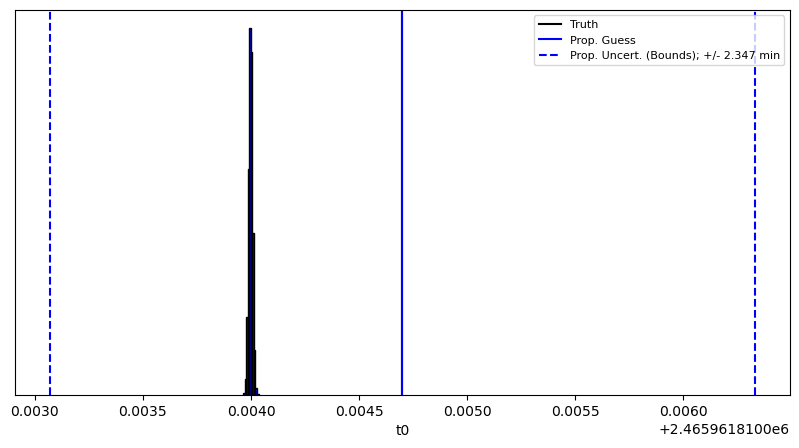 Truth
Prop. Guess
Prop. Uncert. (Bounds); +/- 2.347 min
0.0030 0.0035 0.0040 0.0045 0.0050 0.0055 0.0060
t0
+2.4659618100e6